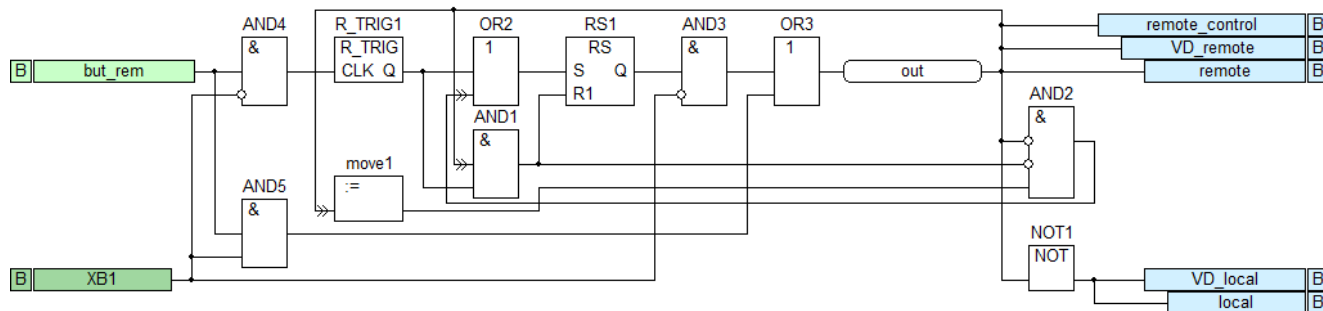 AND4
R_TRIG1
OR2
RS1
AND3
OR3
remote_control
B
&
R_TRIG
1
RS
&
1
VD_remote
B
B
but_rem
CLK Q
S Q
out
remote
B
R1
AND2
AND1
&
&
move1
:=
AND5
&
NOT1
NOT
B
XB1
VD_local
B
local
B